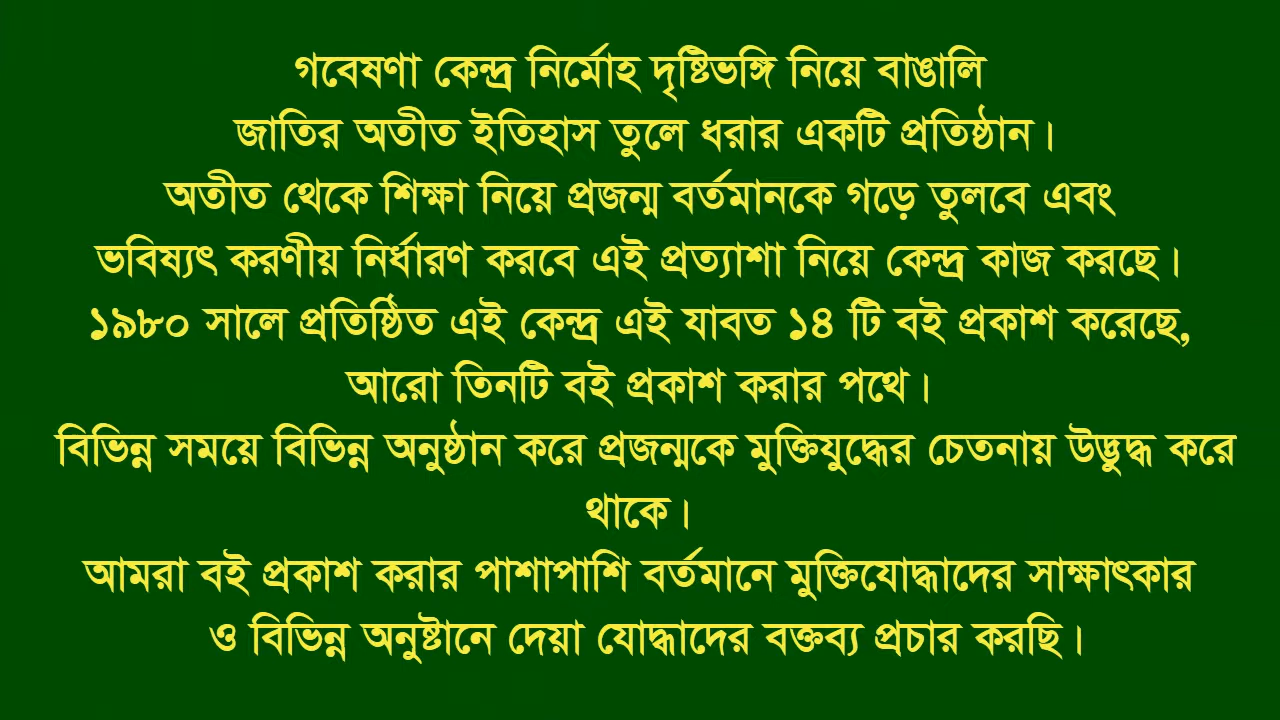 গবেষণা কেন্দ্র নির্মোহ দৃষ্টিভঙ্গি নিয়ে বাঙালি
জাতির অতীত ইতিহাস তুলে ধরার একটি প্রতিষ্ঠান।
অতীত থেকে শিক্ষা নিয়ে প্রজন্ম বর্তমানকে গড়ে তুলবে এবং
ভবিষ্যৎ করণীয় নির্ধারণ করবে এই প্রত্যাশা নিয়ে কেন্দ্র কাজ করছে।
১৯৮০ সালে প্রতিষ্ঠিত এই কেন্দ্র এই যাবত ১৪ টি বই প্রকাশ করেছে,
আরো তিনটি বই প্রকাশ করার পথে।
বিভিন্ন সময়ে বিভিন্ন অনুষ্ঠান করে প্রজন্মকে মুক্তিযুদ্ধের চেতনায় উদ্ভুদ্ধ করে
থাকে।
আমরা বই প্রকাশ করার পাশাপাশি বর্তমানে মুক্তিযোদ্ধাদের সাক্ষাৎকার
ও বিভিন্ন অনুষ্টানে দেয়া যোদ্ধাদের বক্তব্য প্রচার করছি।